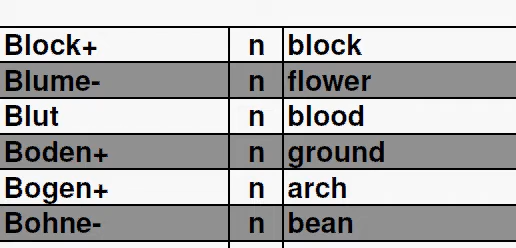 Block+ n block
Blume- n flower
Blut n blood
Boden+ n ground
Bogen+ n arch
Bohne- n bean